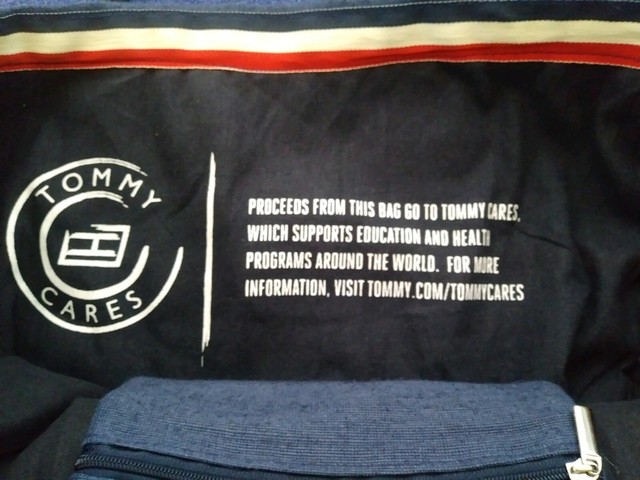 TOMMY
CARES
PROCEEDS FROM THIS BAG GO TO TOMMY CARES,
WHICH SUPPORTS EDUCATION AND HEALTH
PROGRAMS AROUND THE WORLD. FOR MORE
INFORMATION, VISIT TOMMY.COM/TOMMYCARES